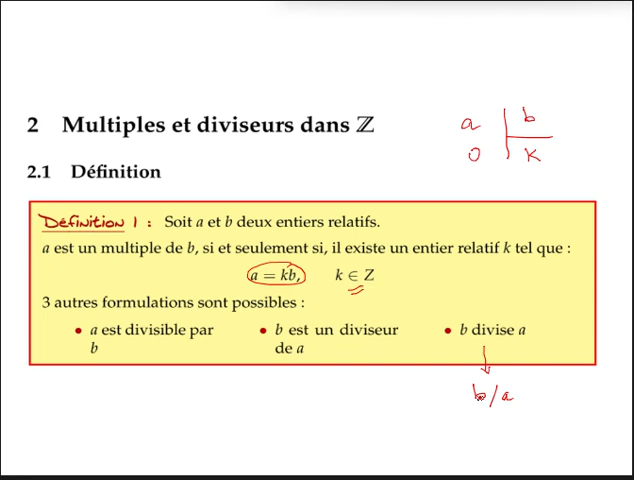 2 Multiples et diviseurs dans ℤ
a | b
0 | k
2.1 Définition
Définition 1 : Soit a et b deux entiers relatifs.
a est un multiple de b, si et seulement si, il existe un entier relatif k tel que :
a = kb, k ∈ Z
3 autres formulations sont possibles :
• a est divisible par b
• b est un diviseur de a
• b divise a
b/a